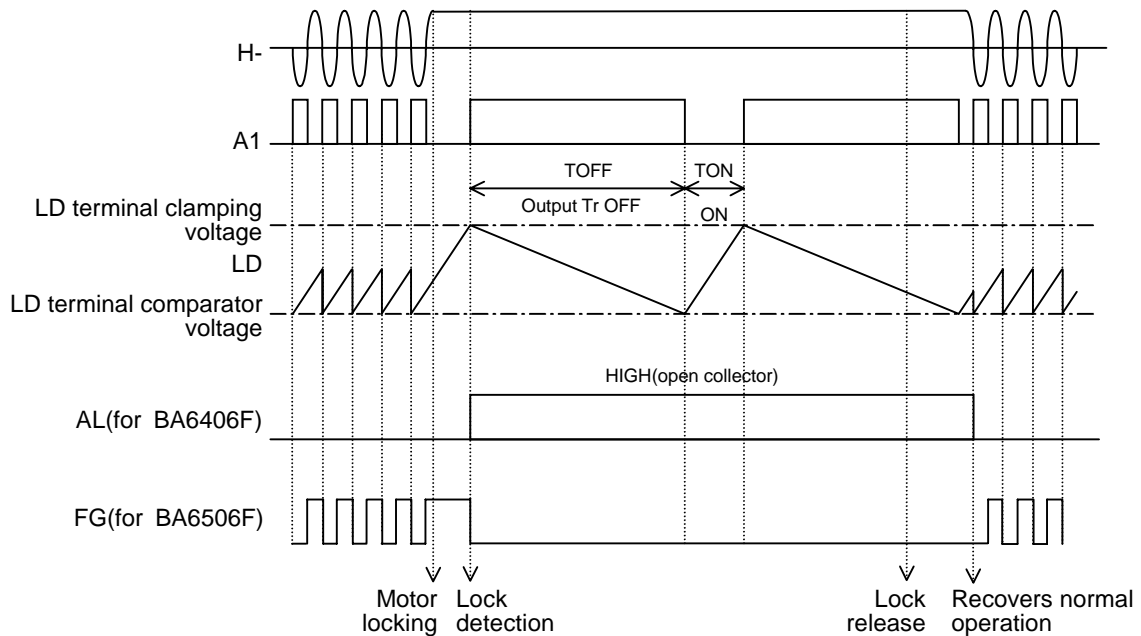 H-
A1
TOFF
TON
LD terminal clamping
voltage
Output Tr OFF
ON
LD
LD terminal comparator
voltage
HIGH(open collector)
AL(for BA6406F)
FG(for BA6506F)
Motor
locking
Lock
detection
Lock
release
Recovers normal
operation